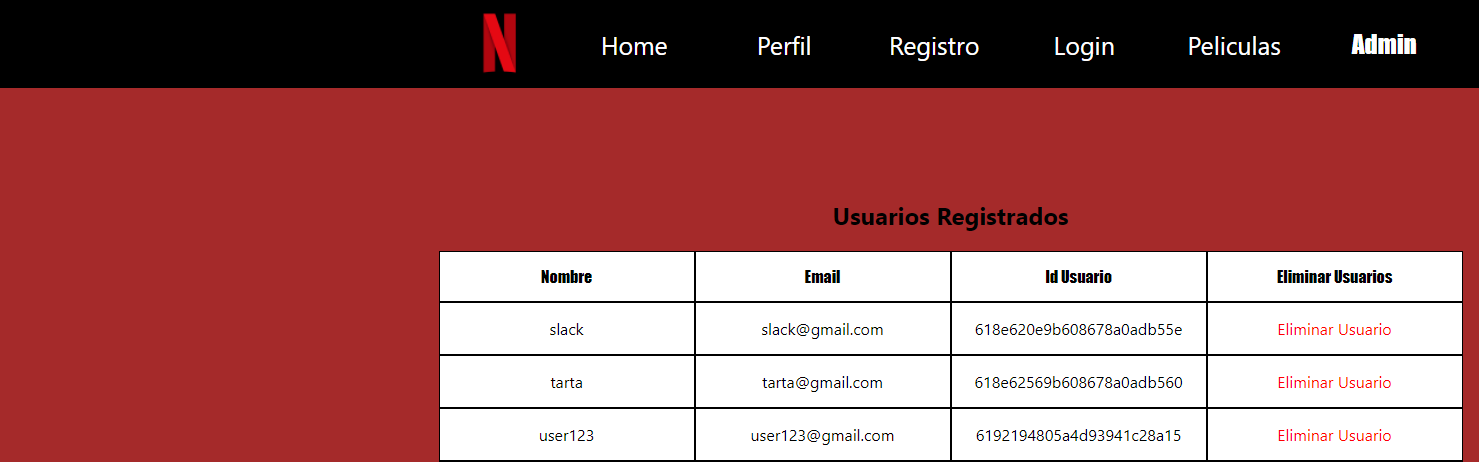 N
Home Perfil Registro Login Peliculas Admin
Usuarios Registrados
Nombre Email Id Usuario Eliminar Usuarios
slack slack@gmail.com 618e620e9b608678a0adb55e Eliminar Usuario
tarta tarta@gmail.com 618e62569b608678a0adb560 Eliminar Usuario
user123 user123@gmail.com 6192194805a4d93941c28a15 Eliminar Usuario